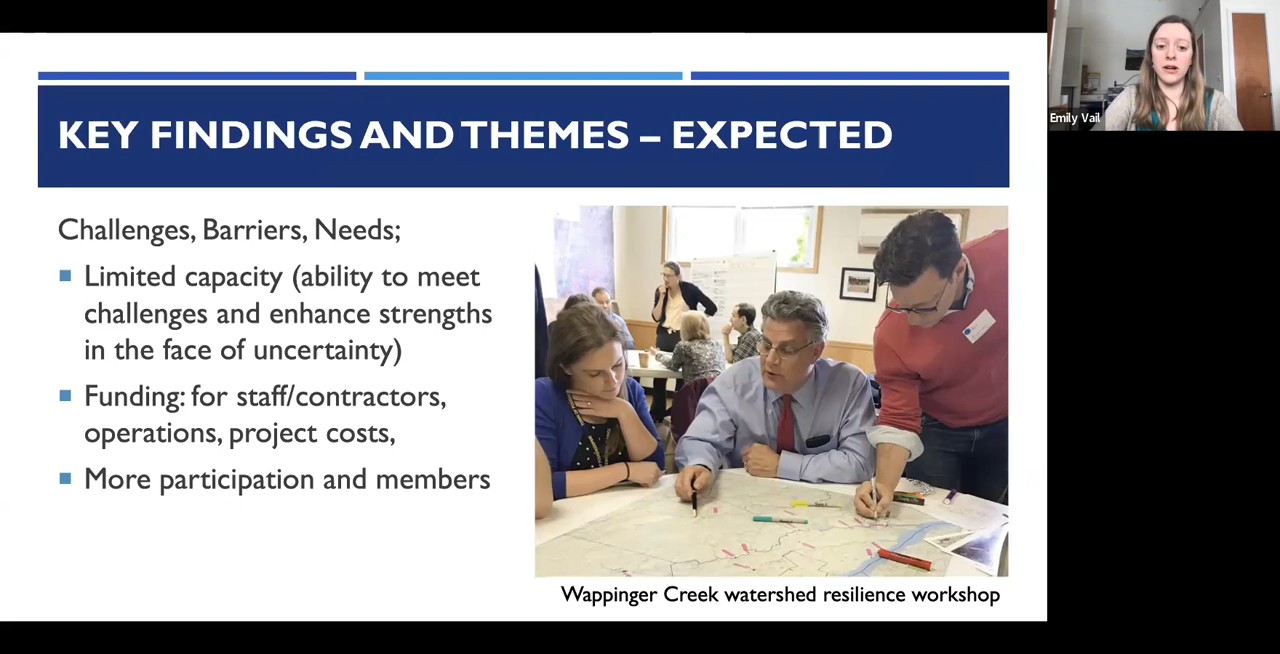 KEY FINDINGS AND THEMES – EXPECTED
Challenges, Barriers, Needs;
Limited capacity (ability to meet
challenges and enhance strengths
in the face of uncertainty)
Funding: for staff/contractors,
operations, project costs,
More participation and members
Wappinger Creek watershed resilience workshop
Emily Vail